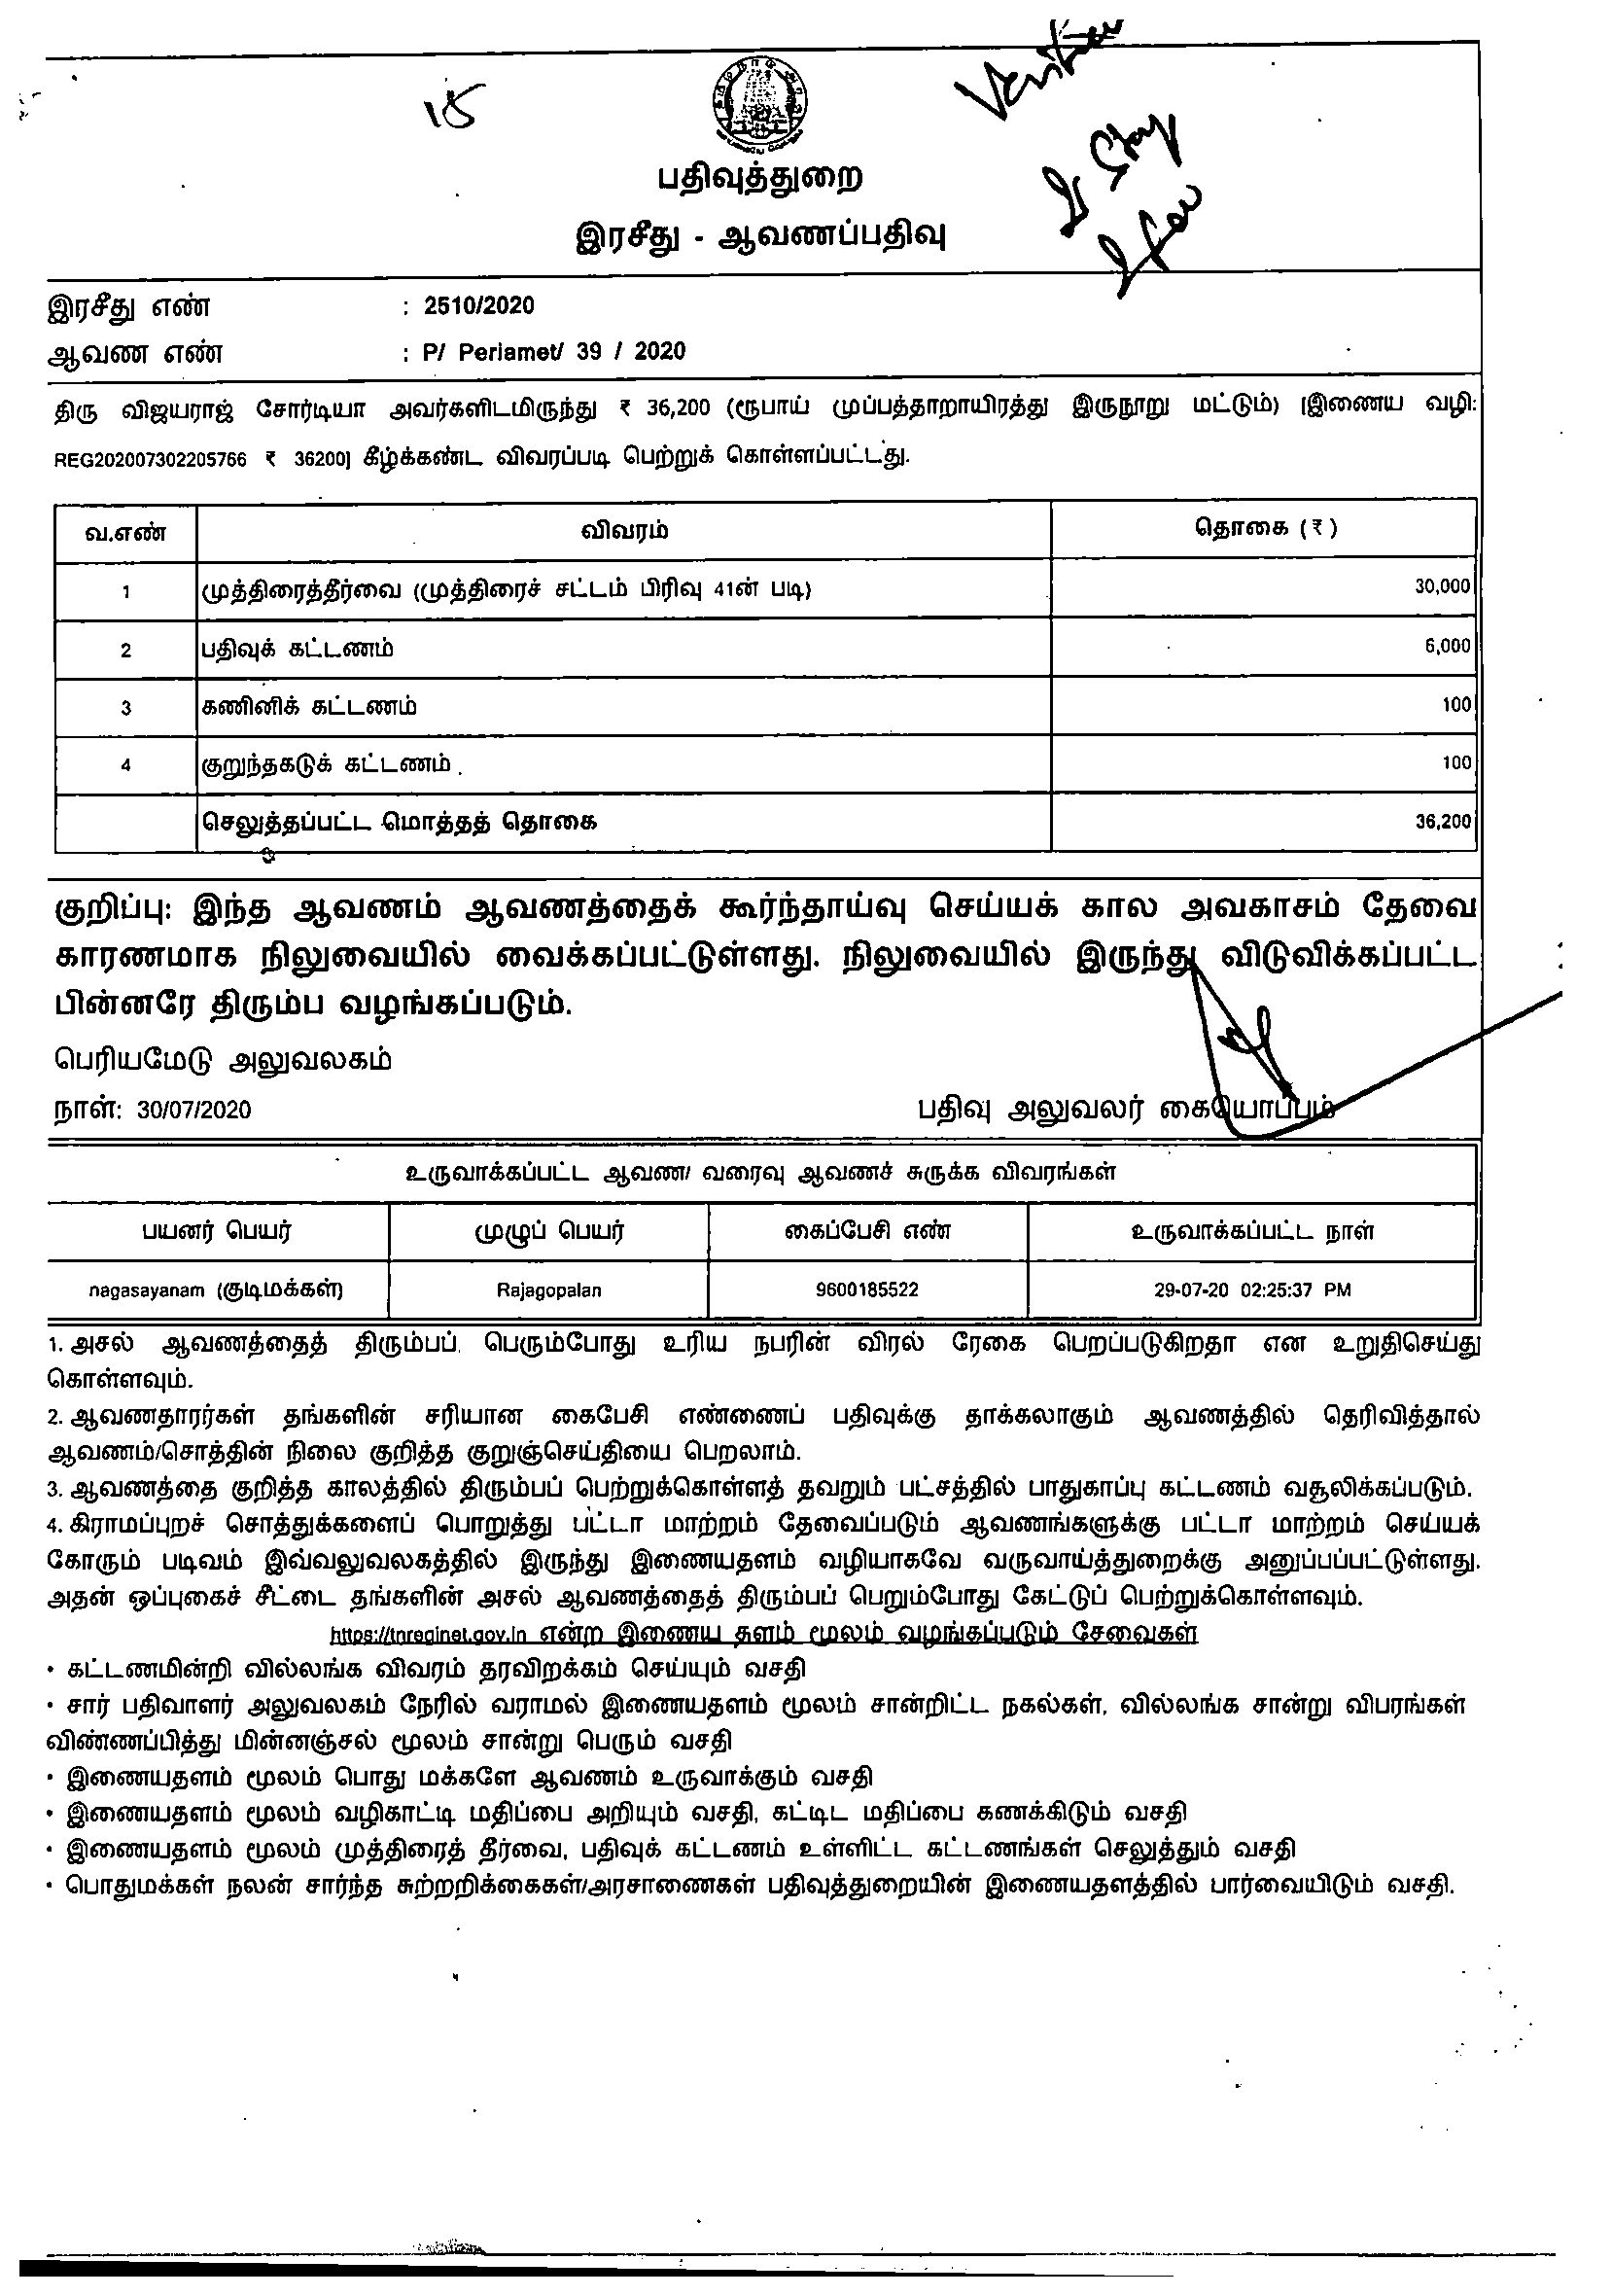 15
பதிவுத்துறை
இரசீது - ஆவணப்பதிவு
இரசீது எண் : 2510/2020
ஆவண எண் : P/ Periamet/ 39 / 2020
திரு விஜயராஜ் சோர்டியா அவர்களிடமிருந்து ₹ 36,200 (ரூபாய் முப்பத்தாறாயிரத்து இருநூறு மட்டும்) [இணைய வழி:
REG202007302205766 ₹ 36200] கீழ்க்கண்ட விவரப்படி பெற்றுக் கொள்ளப்பட்டது.
வ.எண் விவரம் தொகை (₹)
1 முத்திரைத்தீர்வை (முத்திரைச் சட்டம் பிரிவு 41ன் படி) 30,000
2 பதிவுக் கட்டணம் 6,000
3 கணினிக் கட்டணம் 100
4 குறுந்தகடுக் கட்டணம் 100
செலுத்தப்பட்ட மொத்தத் தொகை 36,200
குறிப்பு: இந்த ஆவணம் ஆவணத்தைக் கூர்ந்தாய்வு செய்யக் கால அவகாசம் தேவை
காரணமாக நிலுவையில் வைக்கப்பட்டுள்ளது. நிலுவையில் இருந்து விடுவிக்கப்பட்ட
பின்னரே திரும்ப வழங்கப்படும்.
பெரியமேடு அலுவலகம்
நாள்: 30/07/2020 பதிவு அலுவலர் கையொப்பம்
உருவாக்கப்பட்ட ஆவண/ வரைவு ஆவணச் சுருக்க விவரங்கள்
பயனர் பெயர் முழுப் பெயர் கைப்பேசி எண் உருவாக்கப்பட்ட நாள்
nagasayanam (குடிமக்கள்) Rajagopalan 9600185522 29-07-20 02:25:37 PM
1. அசல் ஆவணத்தைத் திரும்பப் பெரும்போது உரிய நபரின் விரல் ரேகை பெறப்படுகிறதா என உறுதிசெய்து
கொள்ளவும்.
2. ஆவணதாரர்கள் தங்களின் சரியான கைபேசி எண்ணைப் பதிவுக்கு தாக்கலாகும் ஆவணத்தில் தெரிவித்தால்
ஆவணம்/சொத்தின் நிலை குறித்த குறுஞ்செய்தியை பெறலாம்.
3. ஆவணத்தை குறித்த காலத்தில் திரும்பப் பெற்றுக்கொள்ளத் தவறும் பட்சத்தில் பாதுகாப்பு கட்டணம் வசூலிக்கப்படும்.
4. கிராமப்புறச் சொத்துக்களைப் பொறுத்து பட்டா மாற்றம் தேவைப்படும் ஆவணங்களுக்கு பட்டா மாற்றம் செய்யக்
கோரும் படிவம் இவ்வலுவலகத்தில் இருந்து இணையதளம் வழியாகவே வருவாய்த்துறைக்கு அனுப்பப்பட்டுள்ளது.
அதன் ஒப்புகைச் சீட்டை தங்களின் அசல் ஆவணத்தைத் திரும்பப் பெறும்போது கேட்டுப் பெற்றுக்கொள்ளவும்.
https://tnreginet.gov.in என்ற இணைய தளம் மூலம் வழங்கப்படும் சேவைகள்
• கட்டணமின்றி வில்லங்க விவரம் தரவிறக்கம் செய்யும் வசதி
• சார் பதிவாளர் அலுவலகம் நேரில் வராமல் இணையதளம் மூலம் சான்றிட்ட நகல்கள், வில்லங்க சான்று விபரங்கள்
விண்ணப்பித்து மின்னஞ்சல் மூலம் சான்று பெரும் வசதி
• இணையதளம் மூலம் பொது மக்களே ஆவணம் உருவாக்கும் வசதி
• இணையதளம் மூலம் வழிகாட்டி மதிப்பை அறியும் வசதி, கட்டிட மதிப்பை கணக்கிடும் வசதி
• இணையதளம் மூலம் முத்திரைத் தீர்வை, பதிவுக் கட்டணம் உள்ளிட்ட கட்டணங்கள் செலுத்தும் வசதி
• பொதுமக்கள் நலன் சார்ந்த சுற்றறிக்கைகள்/அரசாணைகள் பதிவுத்துறையின் இணையதளத்தில் பார்வையிடும் வசதி.